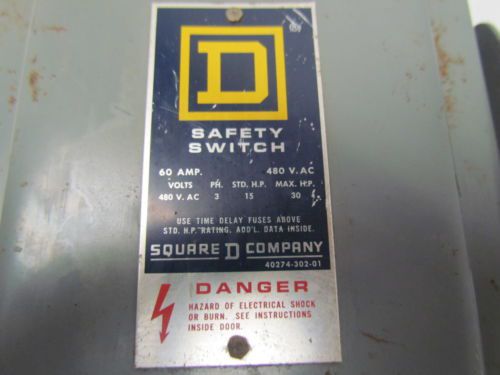 D
SAFETY
SWITCH
60 AMP. 480 V. AC
VOLTS PH. STD. H.P. MAX. H.P.
480 V. AC 3 15 30
USE TIME DELAY FUSES ABOVE
STD. H.P. RATING. ADD'L. DATA INSIDE.
SQUARE D COMPANY
40274-302-01
DANGER
HAZARD OF ELECTRICAL SHOCK
OR BURN. SEE INSTRUCTIONS
INSIDE DOOR.